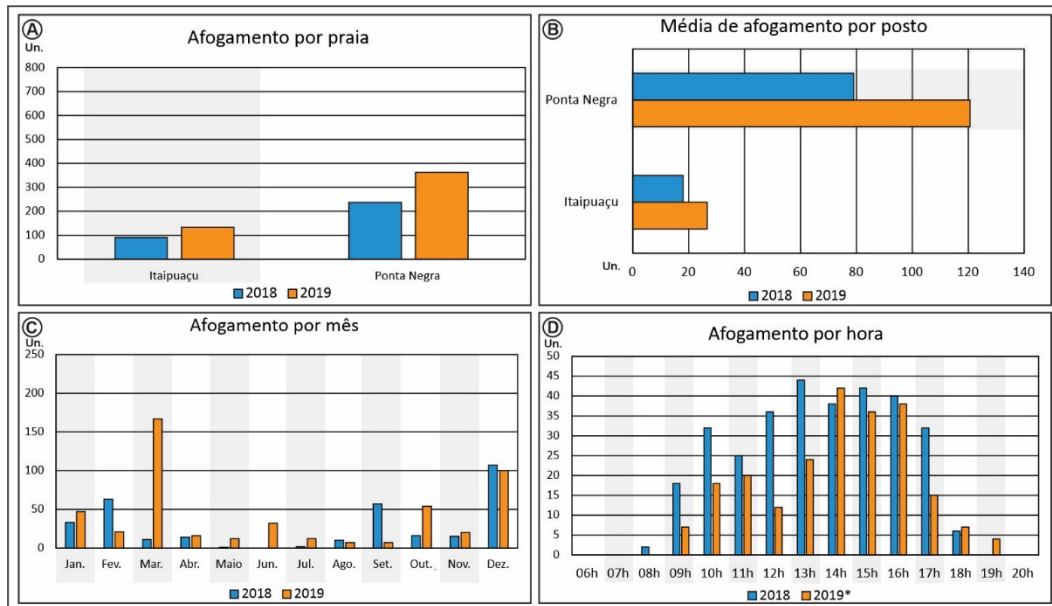 A
Afogamento por praia
Un.
800
700
600
500
400
300
200
100
0
Itaipuaçu Ponta Negra
2018 2019
B
Média de afogamento por posto
Ponta Negra
Itaipuaçu
Un. 0 20 40 60 80 100 120 140
2018 2019
C
Afogamento por mês
Un.
250
200
150
100
50
0
Jan. Fev. Mar. Abr. Maio Jun. Jul. Ago. Set. Out. Nov. Dez.
2018 2019
D
Afogamento por hora
Un.
50
45
40
35
30
25
20
15
10
5
0
06h 07h 08h 09h 10h 11h 12h 13h 14h 15h 16h 17h 18h 19h 20h
2018 2019*